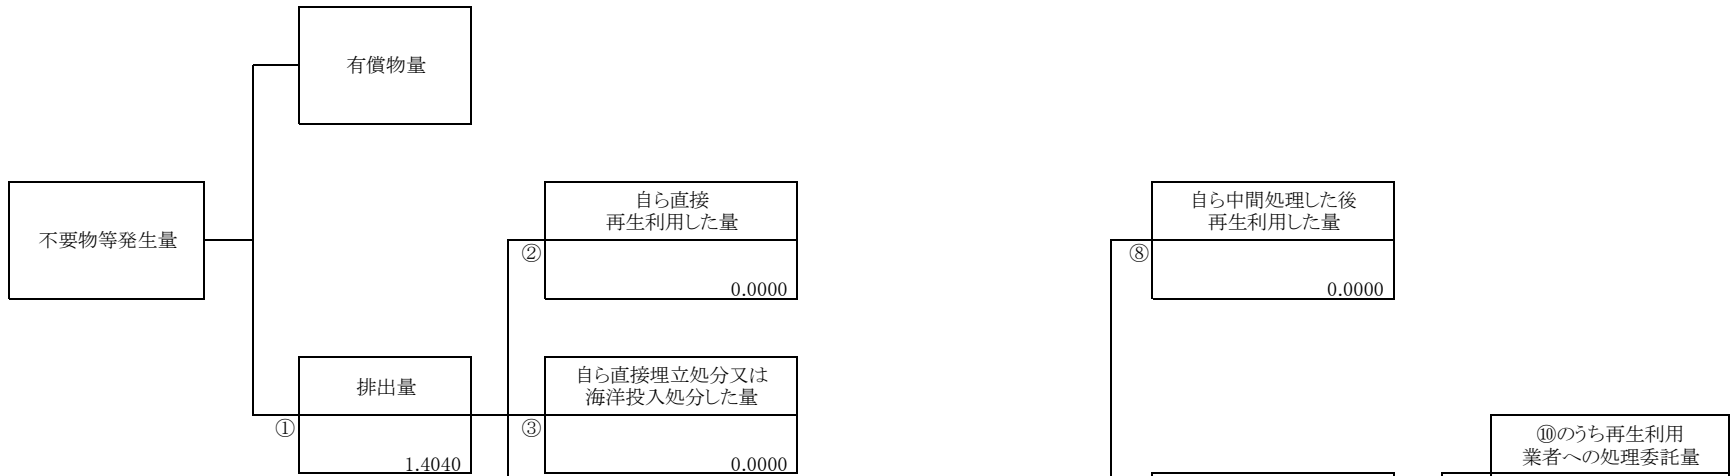 有償物量
不要物等発生量
自ら直接
再生利用した量
②
0.0000
自ら中間処理した後
再生利用した量
⑧
0.0000
排出量
①
1.4040
自ら直接埋立処分又は
海洋投入処分した量
③
0.0000
⑩のうち再生利用
業者への処理委託量